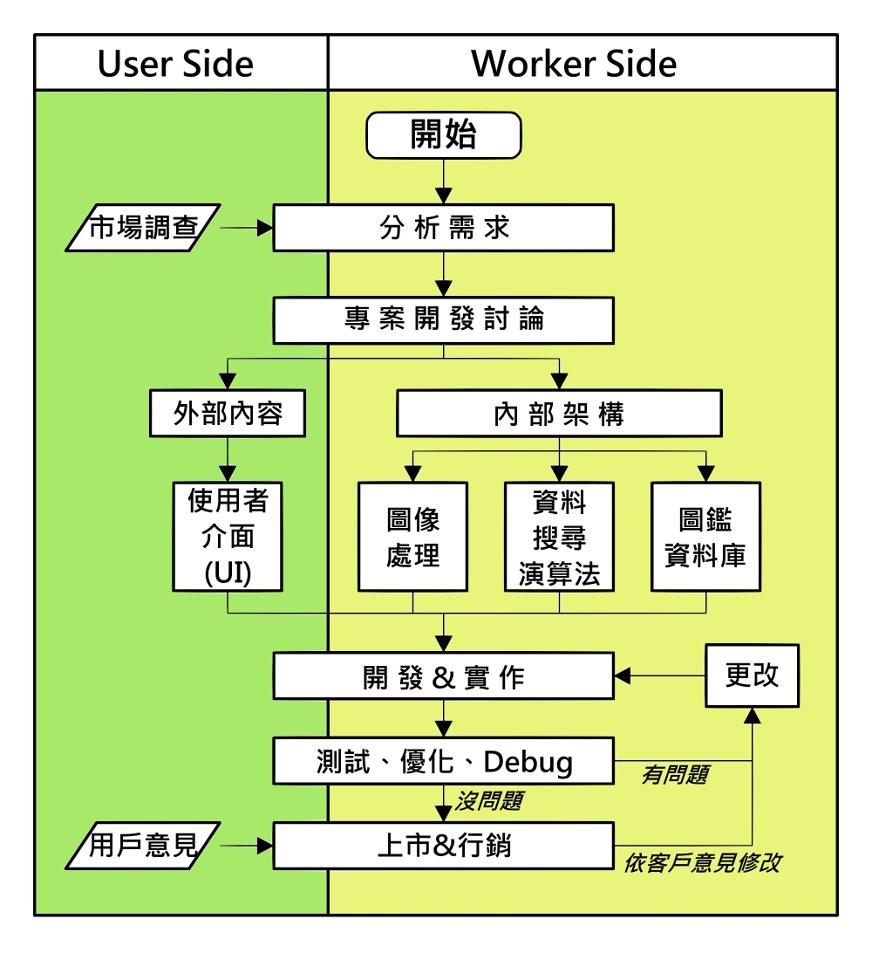 User Side
Worker Side
開始
市場調查
分析需求
專案開發討論
外部內容
內部架構
使用者
介面
(UI)
圖像
處理
資料
搜尋
演算法
圖鑑
資料庫
開發&實作
更改
測試、優化、Debug
有問題
沒問題
用戶意見
上市&行銷
依客戶意見修改